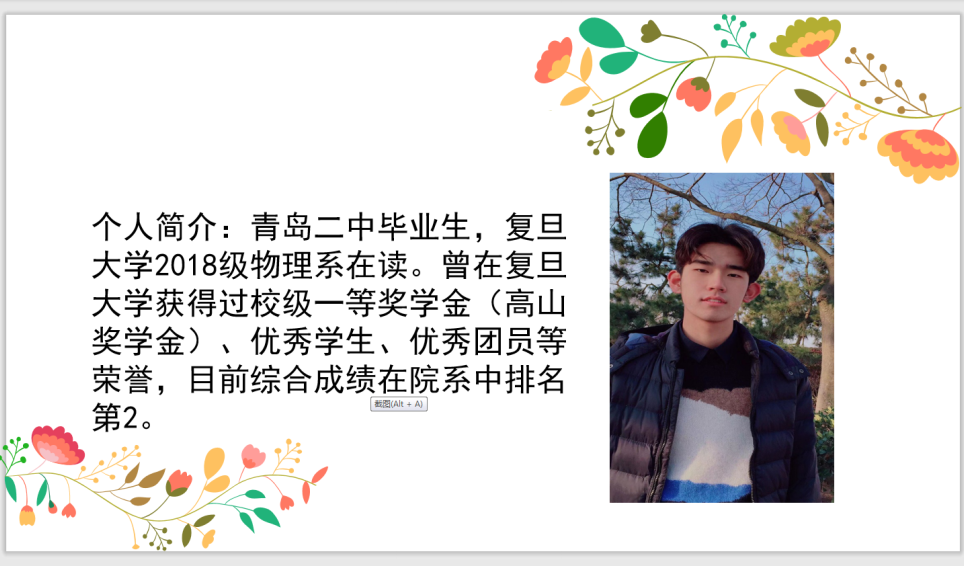 个人简介：青岛二中毕业生，复旦
大学2018级物理系在读。曾在复旦
大学获得过校级一等奖学金（高山
奖学金）、优秀学生、优秀团员等
荣誉，目前综合成绩在院系中排名
第2。
截图(Alt + A)